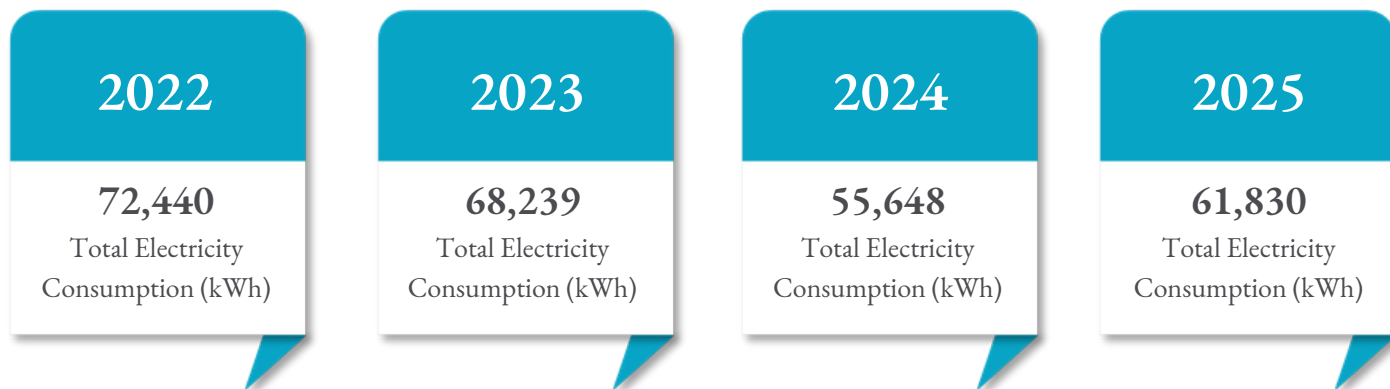 2022
72,440
Total Electricity
Consumption (kWh)
2023
68,239
Total Electricity
Consumption (kWh)
2024
55,648
Total Electricity
Consumption (kWh)
2025
61,830
Total Electricity
Consumption (kWh)